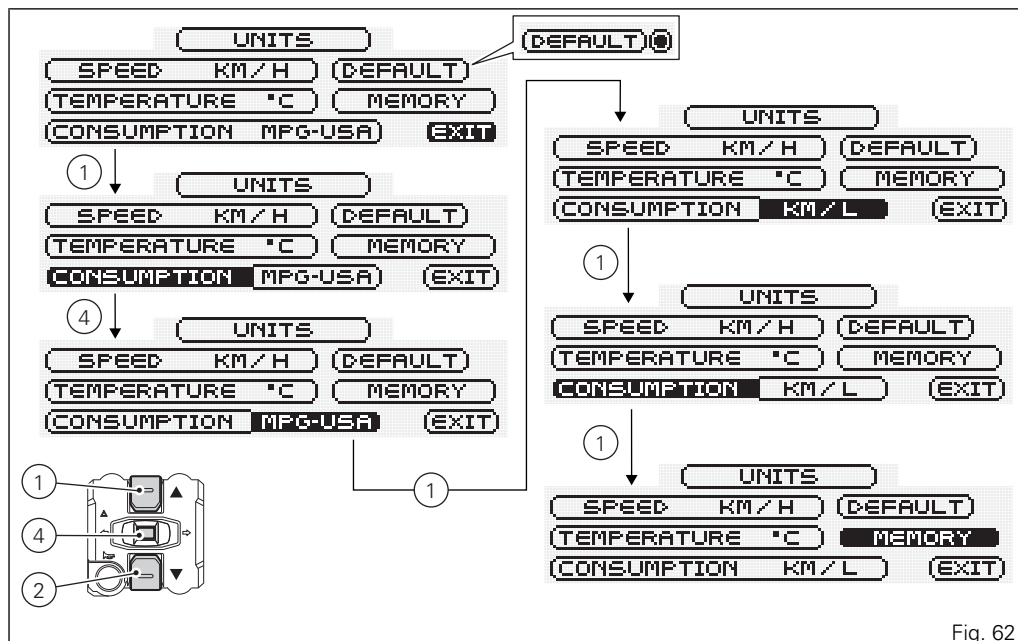 UNITS
SPEED KM/H DEFAULT
TEMPERATURE °C MEMORY
CONSUMPTION MPG-USA EXIT
DEFAULT
1
UNITS
SPEED KM/H DEFAULT
TEMPERATURE °C MEMORY
CONSUMPTION MPG-USA EXIT
4
UNITS
SPEED KM/H DEFAULT
TEMPERATURE °C MEMORY
CONSUMPTION MPG-USA EXIT
1
UNITS
SPEED KM/H DEFAULT
TEMPERATURE °C MEMORY
CONSUMPTION KM/L EXIT
1
UNITS
SPEED KM/H DEFAULT
TEMPERATURE °C MEMORY
CONSUMPTION KM/L EXIT
1
UNITS
SPEED KM/H DEFAULT
TEMPERATURE °C MEMORY
CONSUMPTION KM/L EXIT
1
4
2
Fig. 62